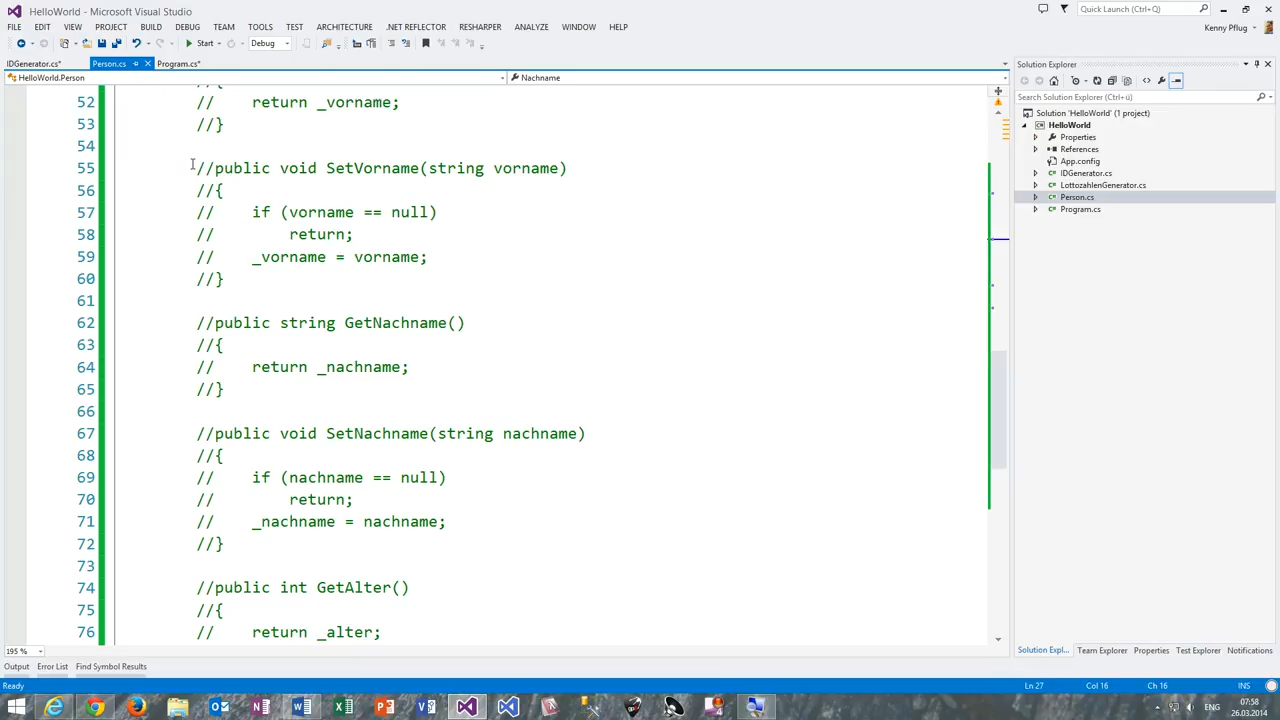 HelloWorld - Microsoft Visual Studio
Quick Launch (Ctrl+Q)
FILE EDIT VIEW PROJECT BUILD DEBUG TEAM TOOLS TEST ARCHITECTURE .NET REFLECTOR RESHARPER ANALYZE WINDOW HELP
Kenny Pflug
Start Debug
IDGenerator.cs* Person.cs Program.cs*
HelloWorld.Person
Nachname
52 // return _vorname;
53 //}
54
55 //public void SetVorname(string vorname)
56 //{
57 // if (vorname == null)
58 // return;
59 // _vorname = vorname;
60 //}
61
62 //public string GetNachname()
63 //{
64 // return _nachname;
65 //}
66
67 //public void SetNachname(string nachname)
68 //{
69 // if (nachname == null)
70 // return;
71 // _nachname = nachname;
72 //}
73
74 //public int GetAlter()
75 //{
76 // return _alter;
195 %
Solution Explorer
Search Solution Explorer (Ctrl+ü)
Solution 'HelloWorld' (1 project)
HelloWorld
Properties
References
App.config
IDGenerator.cs
LottozahlenGenerator.cs
Person.cs
Program.cs
Solution Expl... Team Explorer Properties Test Explorer Notifications
Output Error List Find Symbol Results
Ready
Ln 27 Col 16 Ch 16 INS
ENG
07:58
26.03.2014